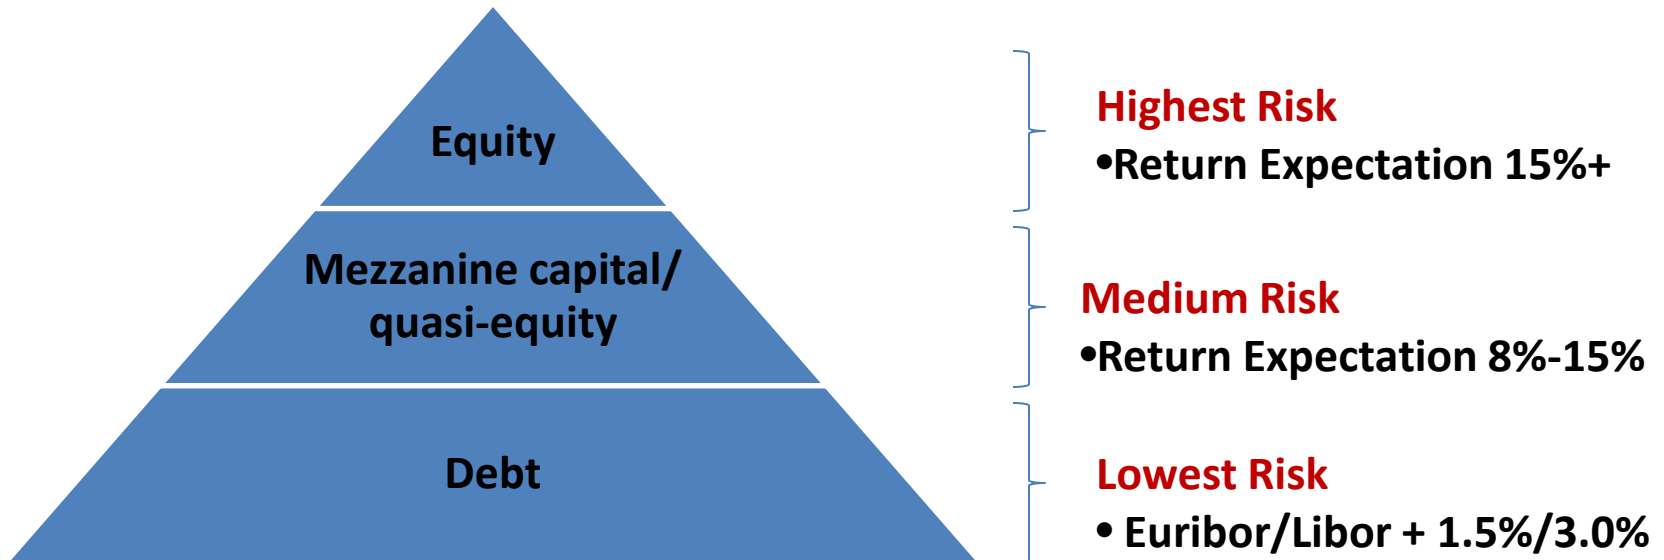 Equity
Highest Risk
•Return Expectation 15%+
Mezzanine capital/
quasi-equity
Medium Risk
•Return Expectation 8%-15%
Debt
Lowest Risk
• Euribor/Libor + 1.5%/3.0%